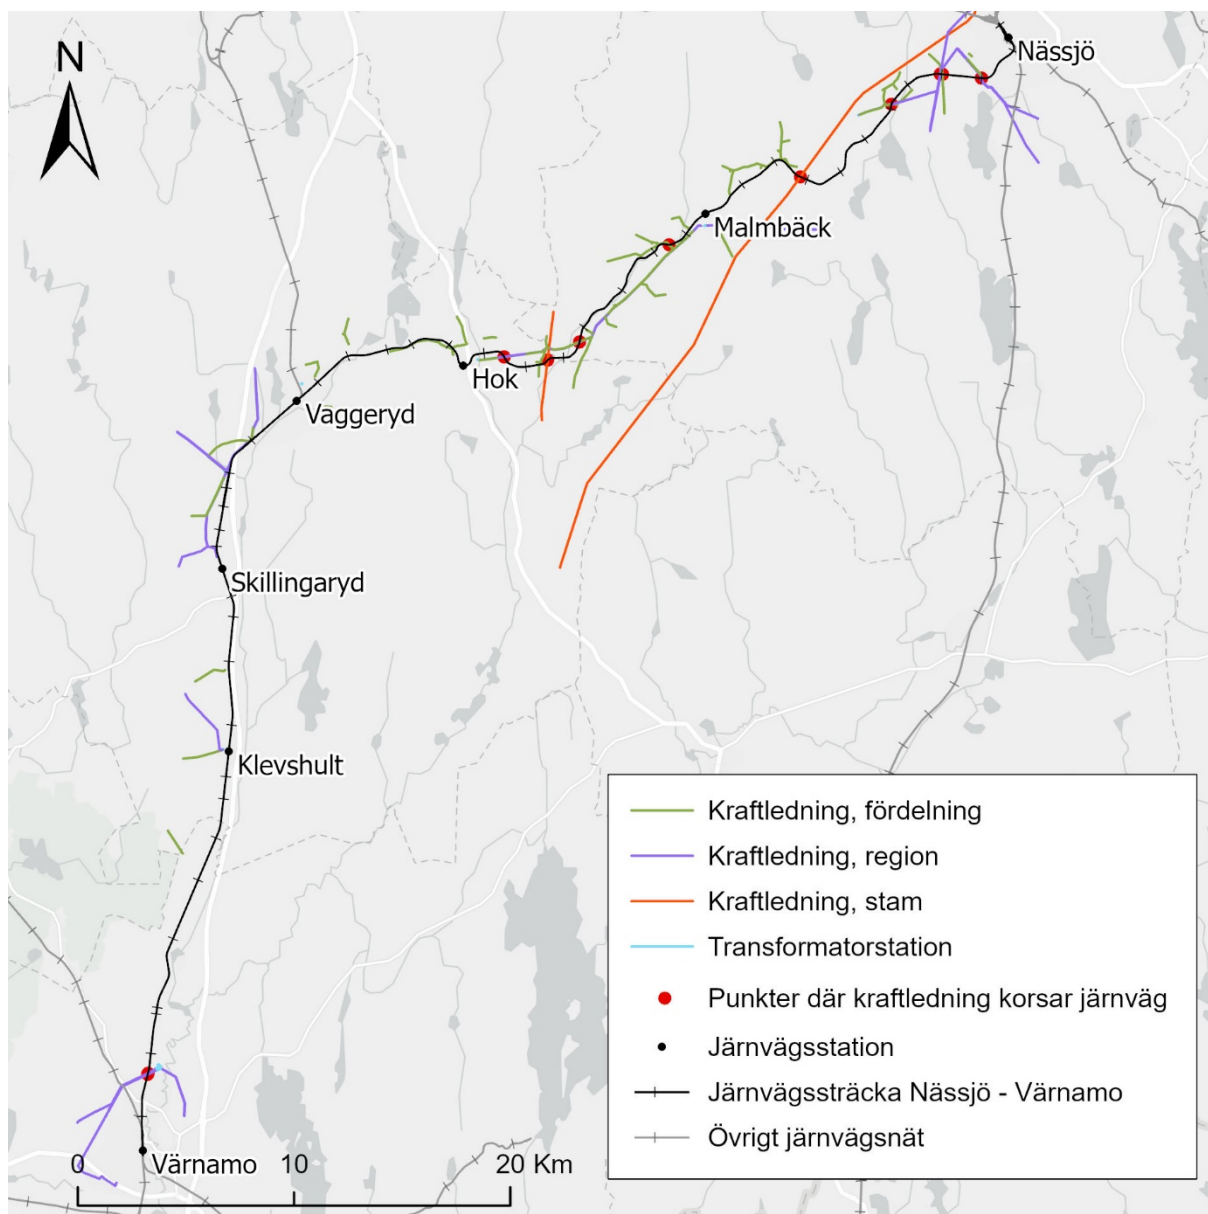 N
Nässjö
Malmbäck
Hok
Vaggeryd
Skillingaryd
Klevshult
Kraftledning, fördelning
Kraftledning, region
Kraftledning, stam
Transformatorstation
Punkter där kraftledning korsar järnväg
Järnvägsstation
Järnvägssträcka Nässjö - Värnamo
Övrigt järnvägsnät
Värnamo
0 10 20 Km